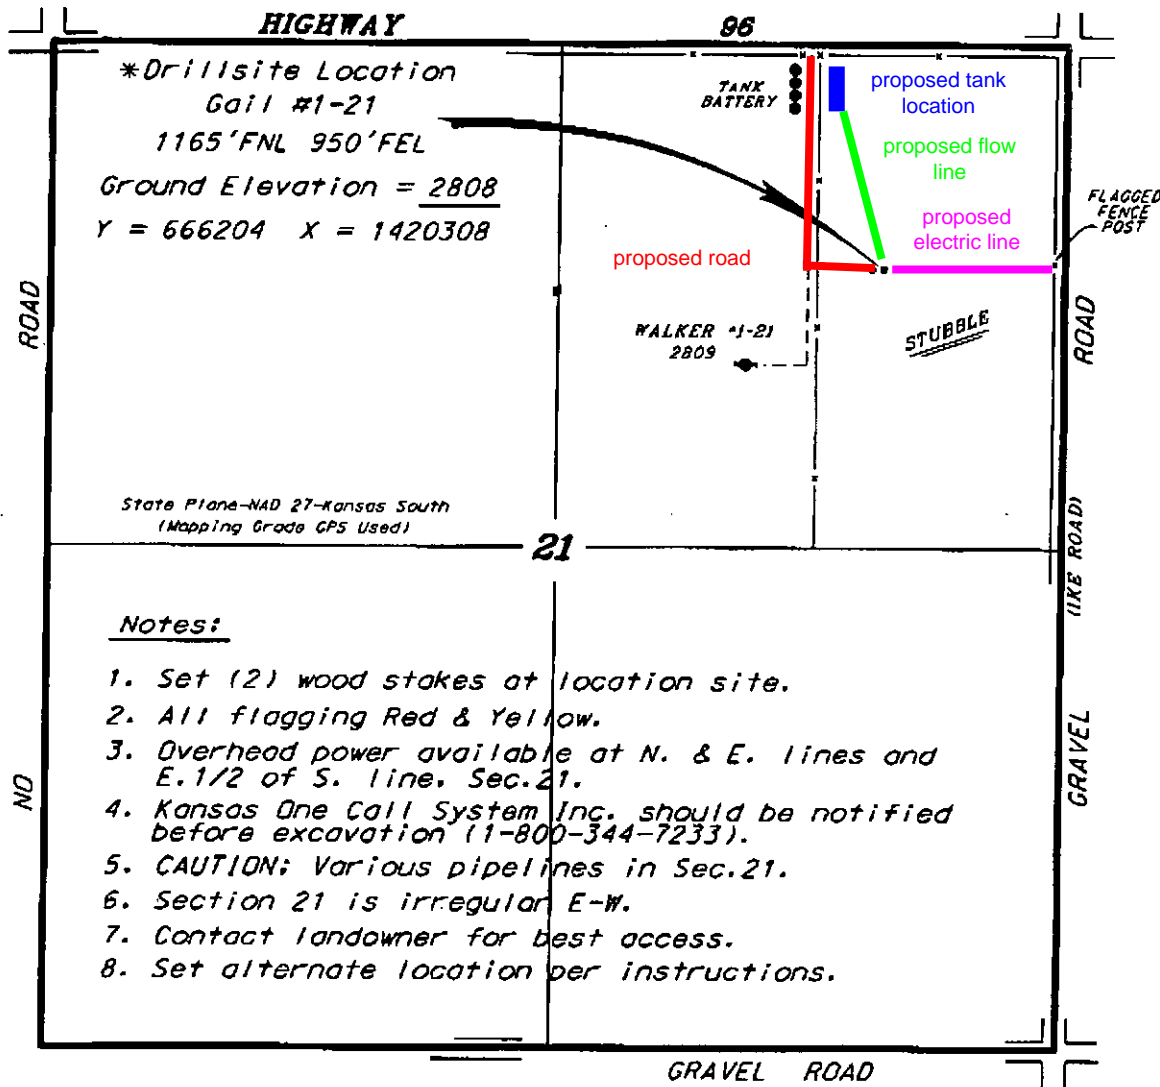 HIGHWAY 96
*Drillsite Location
Gail #1-21
1165'FNL 950'FEL
Ground Elevation = 2808
Y = 666204 X = 1420308
TANK
BATTERY
proposed tank
location
proposed flow
line
proposed
electric line
FLAGGED
FENCE
POST
proposed road
WALKER #1-21
2809
STUBBLE
ROAD
ROAD
State Plane-NAD 27-Kansas South
(Mapping Grade GPS Used)
21
(IKE ROAD)
Notes:
1. Set (2) wood stakes at location site.
2. All flagging Red & Yellow.
3. Overhead power available at N. & E. lines and
E.1/2 of S. line, Sec.21.
4. Kansas One Call System Inc. should be notified
before excavation (1-800-344-7233).
5. CAUTION: Various pipelines in Sec.21.
6. Section 21 is irregular E-W.
7. Contact landowner for best access.
8. Set alternate location per instructions.
NO
GRAVEL
GRAVEL ROAD